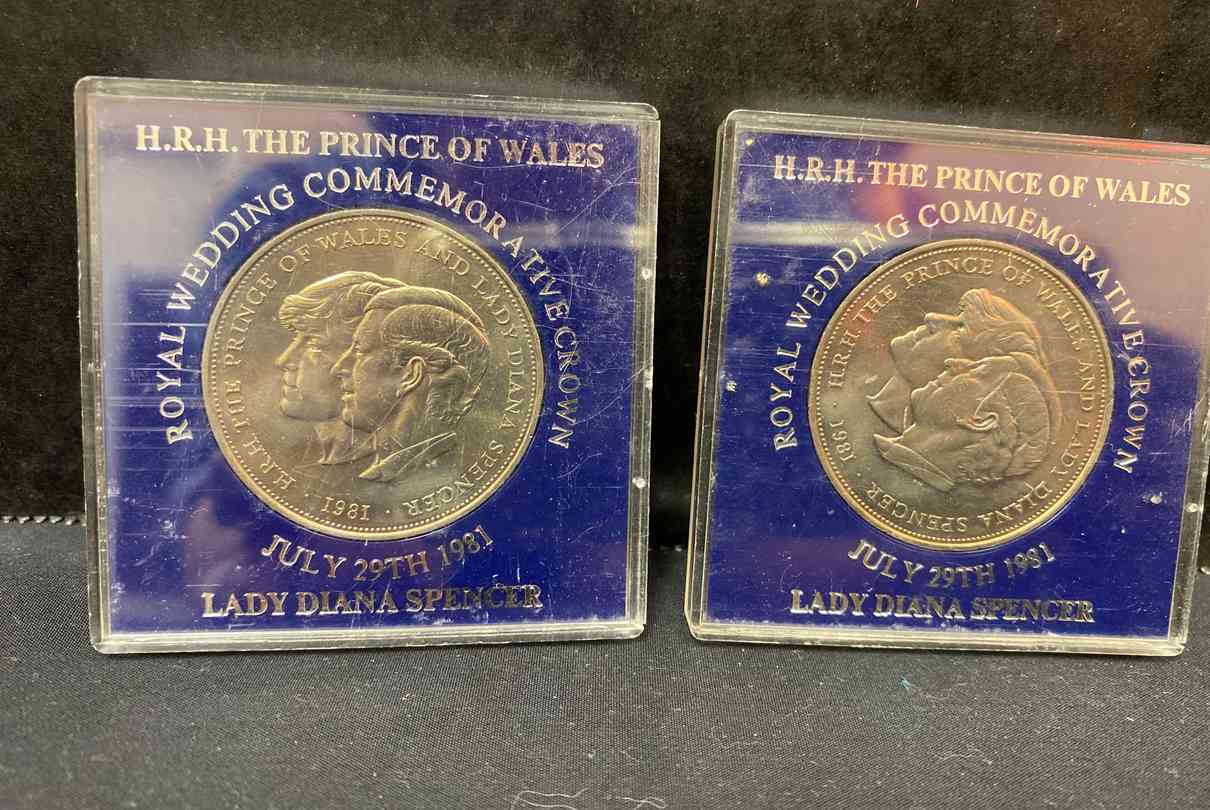 H.R.H. THE PRINCE OF WALES
ROYAL WEDDING COMMEMORATIVE CROWN
H.R.H. THE PRINCE OF WALES AND LADY DIANA SPENCER · 1981 ·
JULY 29TH 1981
LADY DIANA SPENCER
H.R.H. THE PRINCE OF WALES
ROYAL WEDDING COMMEMORATIVE CROWN
H.R.H. THE PRINCE OF WALES AND LADY DIANA SPENCER · 1981 ·
JULY 29TH 1981
LADY DIANA SPENCER